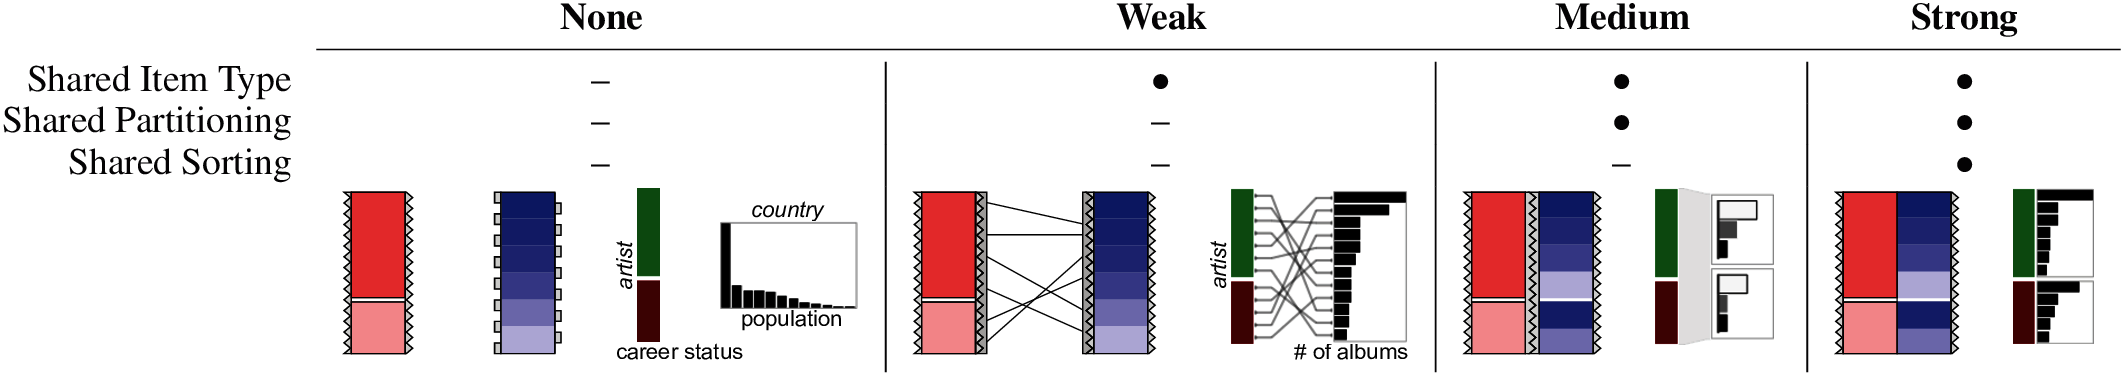 None Weak Medium Strong
Shared Item Type – ● ● ●
Shared Partitioning – – ● ●
Shared Sorting – – – ●
country
artist
population
career status
artist
# of albums